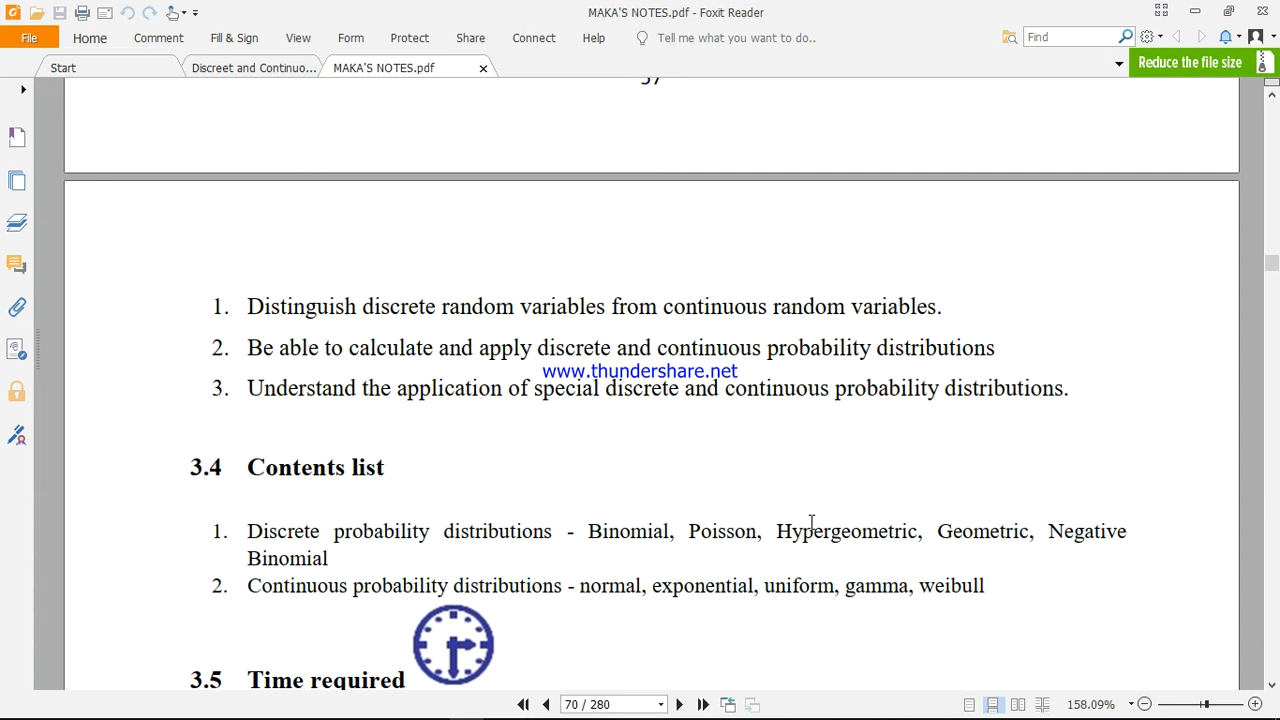 MAKA'S NOTES.pdf - Foxit Reader
File Home Comment Fill & Sign View Form Protect Share Connect Help Tell me what you want to do.. Find
Start Discreet and Continuo... MAKA'S NOTES.pdf Reduce the file size
1. Distinguish discrete random variables from continuous random variables.
2. Be able to calculate and apply discrete and continuous probability distributions
www.thundershare.net
3. Understand the application of special discrete and continuous probability distributions.
3.4 Contents list
1. Discrete probability distributions - Binomial, Poisson, Hypergeometric, Geometric, Negative
Binomial
2. Continuous probability distributions - normal, exponential, uniform, gamma, weibull
3.5 Time required
70 / 280 158.09%